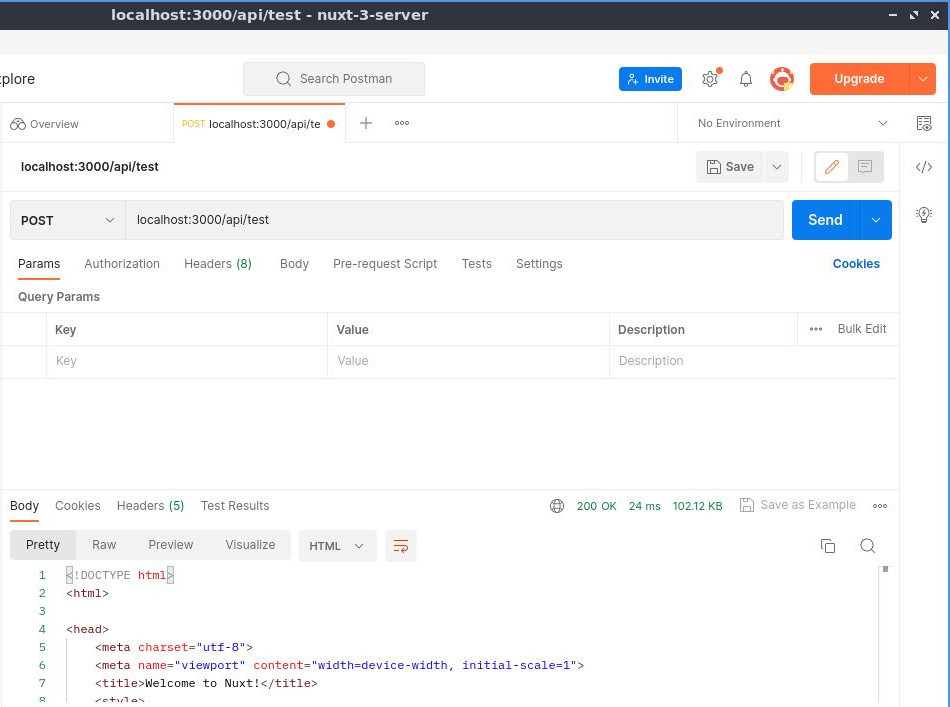 localhost:3000/api/test - nuxt-3-server
xplore
Search Postman
Invite
Upgrade
Overview
POST localhost:3000/api/te
No Environment
localhost:3000/api/test
Save
POST
localhost:3000/api/test
Send
Params Authorization Headers (8) Body Pre-request Script Tests Settings Cookies
Query Params
Key Value Description Bulk Edit
Key Value Description
Body Cookies Headers (5) Test Results 200 OK 24 ms 102.12 KB Save as Example
Pretty Raw Preview Visualize HTML
1 <!DOCTYPE html>
2 <html>
3
4 <head>
5 <meta charset="utf-8">
6 <meta name="viewport" content="width=device-width, initial-scale=1">
7 <title>Welcome to Nuxt!</title>
8 <style>